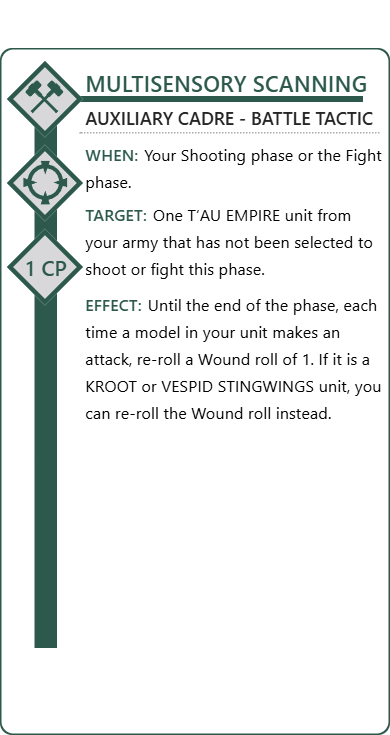 MULTISENSORY SCANNING
AUXILIARY CADRE - BATTLE TACTIC
WHEN: Your Shooting phase or the Fight
phase.
TARGET: One T'AU EMPIRE unit from
your army that has not been selected to
shoot or fight this phase.
1 CP
EFFECT: Until the end of the phase, each
time a model in your unit makes an
attack, re-roll a Wound roll of 1. If it is a
KROOT or VESPID STINGWINGS unit, you
can re-roll the Wound roll instead.